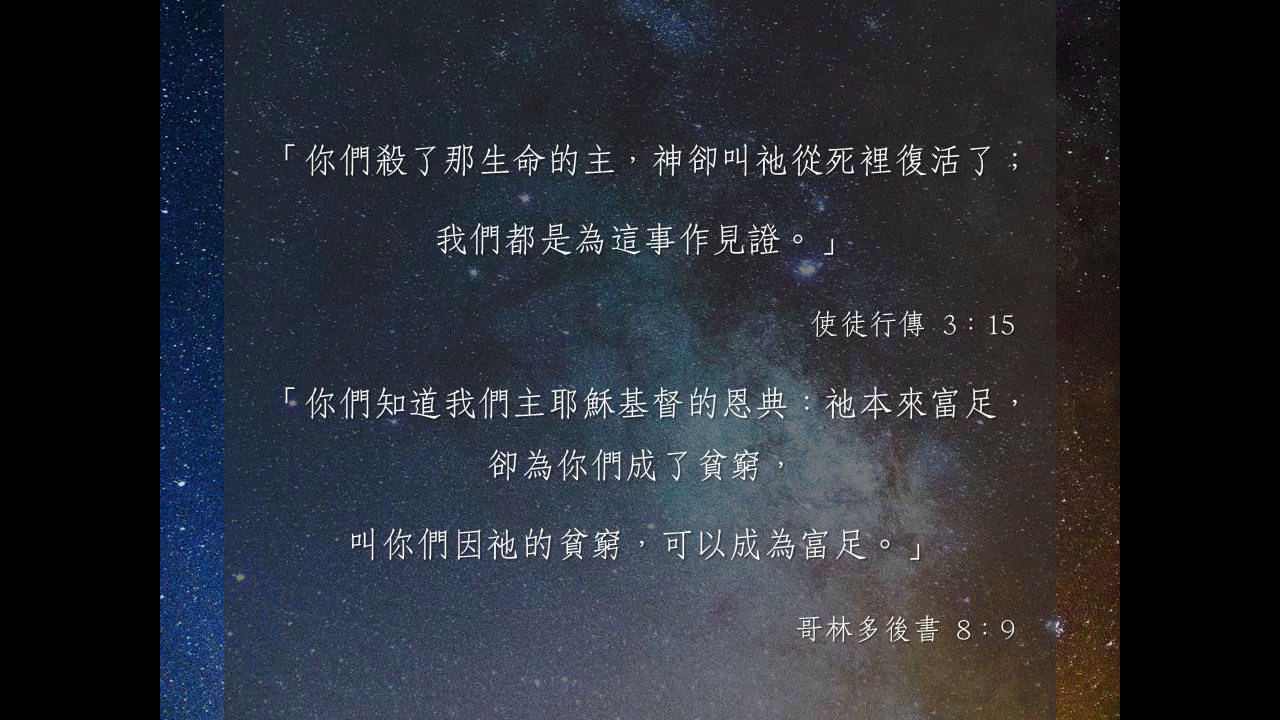 「你們殺了那生命的主，神卻叫祂從死裡復活了；
我們都是為這事作見證。」
使徒行傳 3：15
「你們知道我們主耶穌基督的恩典：祂本來富足，
卻為你們成了貧窮，
叫你們因祂的貧窮，可以成為富足。」
哥林多後書 8：9